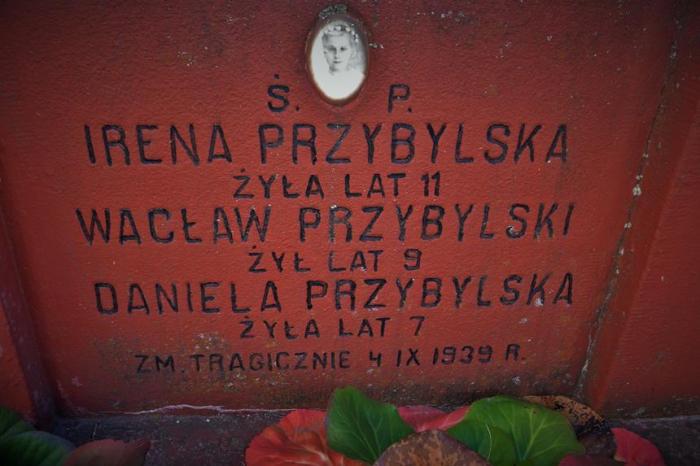 Ś. P.
IRENA PRZYBYLSKA
ŻYŁA LAT 11
WACŁAW PRZYBYLSKI
ŻYŁ LAT 9
DANIELA PRZYBYLSKA
ŻYŁA LAT 7
ZM. TRAGICZNIE 4 IX 1939 R.